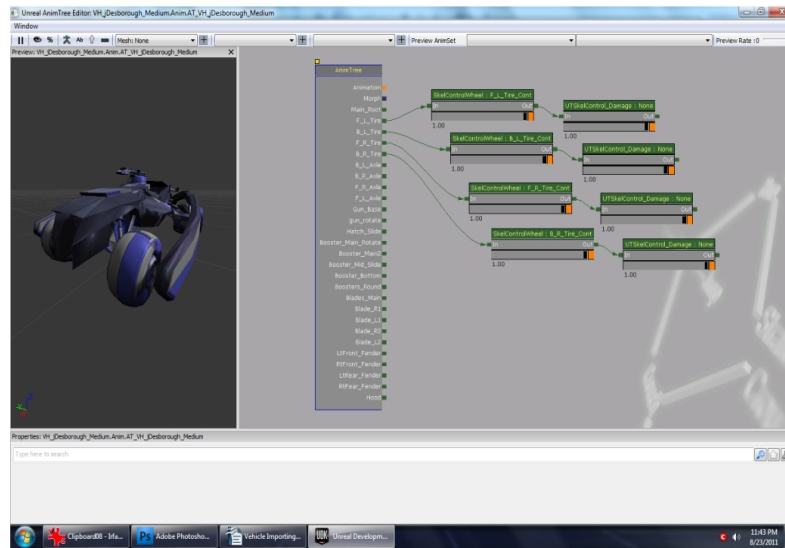 Unreal AnimTree Editor: VH_jDesborough_Medium.Anim.AT_VH_jDesborough_Medium
Window
Mesh: None
Preview AnimSet
Preview Rate :0
Preview: VH_jDesborough_Medium.Anim.AT_VH_jDesborough_Medium
AnimTree
Animation
Morph
Main_Root
F_L_Tire
B_L_Tire
F_R_Tire
B_R_Tire
B_L_Axle
B_R_Axle
F_R_Axle
F_L_Axle
Gun_Base
gun_rotate
Hatch_Slide
Booster_Main_Rotate
Booster_Main2
Booster_Mid_Slide
Booster_Bottom
Boosters_Round
Blades_Main
Blade_R1
Blade_L1
Blade_R2
Blade_L2
LtFront_Fender
RtFront_Fender
LtRear_Fender
RtRear_Fender
Hood
SkelControlWheel : F_L_Tire_Cont
In Out
1.00
UTSkelControl_Damage : None
In Out
1.00
SkelControlWheel : B_L_Tire_Cont
In Out
1.00
UTSkelControl_Damage : None
In Out
1.00
SkelControlWheel : F_R_Tire_Cont
In Out
1.00
UTSkelControl_Damage : None
In Out
1.00
SkelControlWheel : B_R_Tire_Cont
In Out
1.00
UTSkelControl_Damage : None
In Out
1.00
Properties: VH_jDesborough_Medium.Anim.AT_VH_jDesborough_Medium
Type here to search
Clipboard08 - Irfa...
Ps Adobe Photosho...
Vehicle Importing...
UDK Unreal Developm...
11:43 PM
8/23/2011